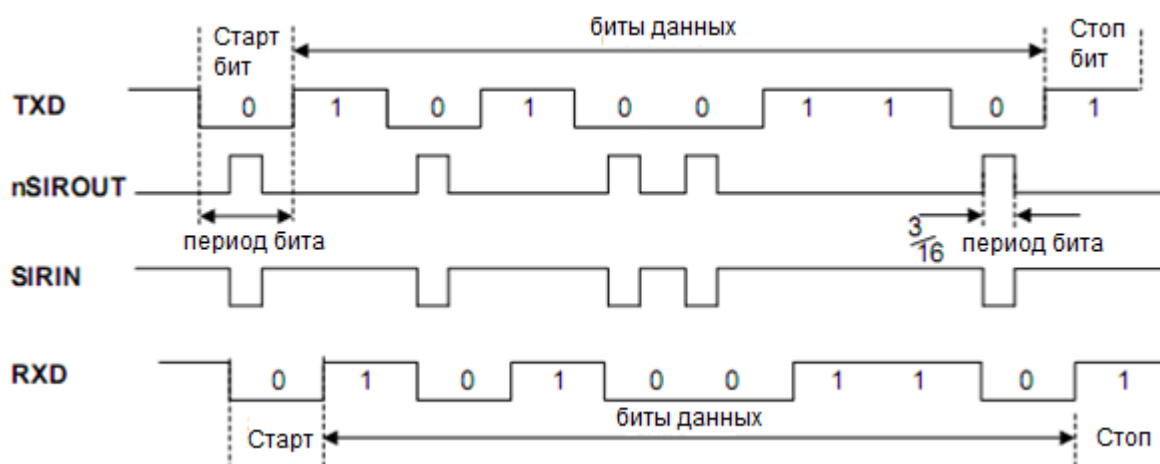 Старт бит
биты данных
Стоп бит
TXD 0 1 0 1 0 0 1 1 0 1
nSIROUT
период бита
3/16 период бита
SIRIN
RXD 0 1 0 1 0 0 1 1 0 1
Старт
биты данных
Стоп